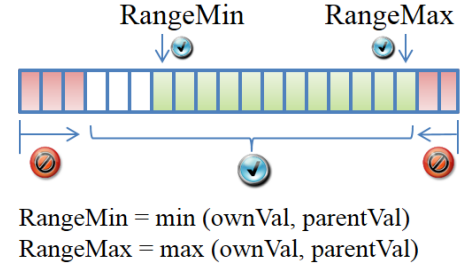 RangeMin RangeMax
RangeMin = min (ownVal, parentVal)
RangeMax = max (ownVal, parentVal)